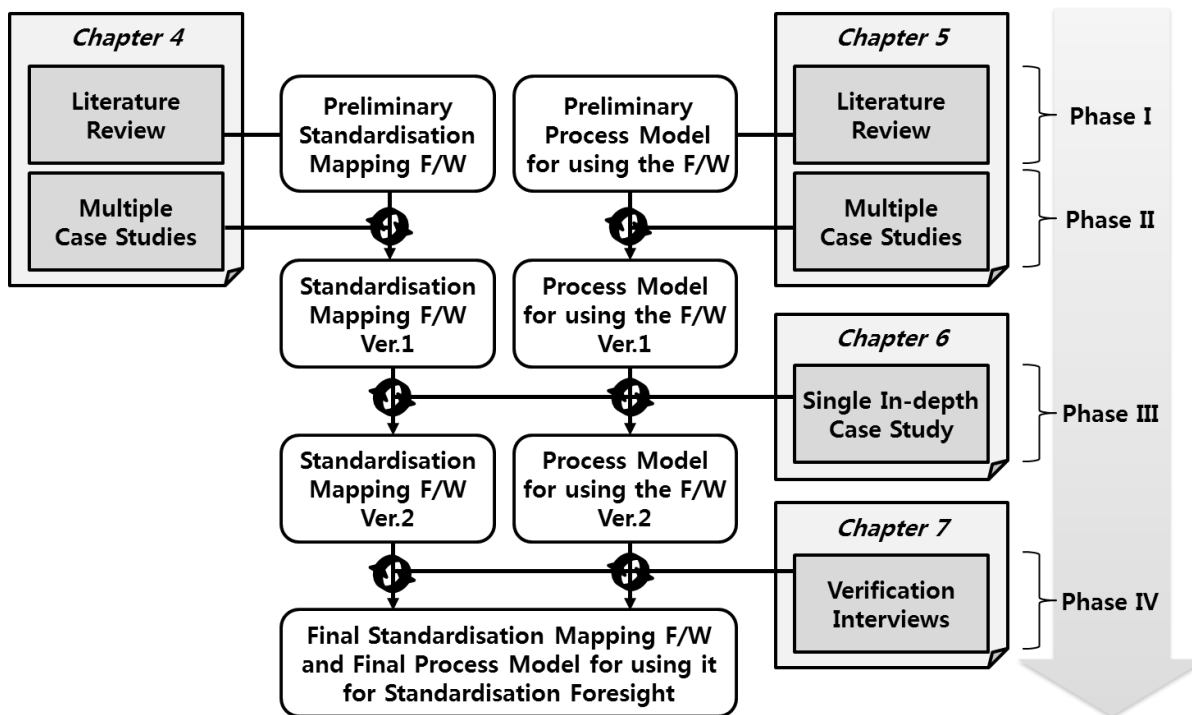 Chapter 4
Literature
Review
Multiple
Case Studies
Preliminary
Standardisation
Mapping F/W
Standardisation
Mapping F/W
Ver.1
Standardisation
Mapping F/W
Ver.2
Preliminary
Process Model
for using the F/W
Process Model
for using the F/W
Ver.1
Process Model
for using the F/W
Ver.2
Final Standardisation Mapping F/W
and Final Process Model for using it
for Standardisation Foresight
Chapter 5
Literature
Review
Multiple
Case Studies
Chapter 6
Single In-depth
Case Study
Chapter 7
Verification
Interviews
Phase I
Phase II
Phase III
Phase IV